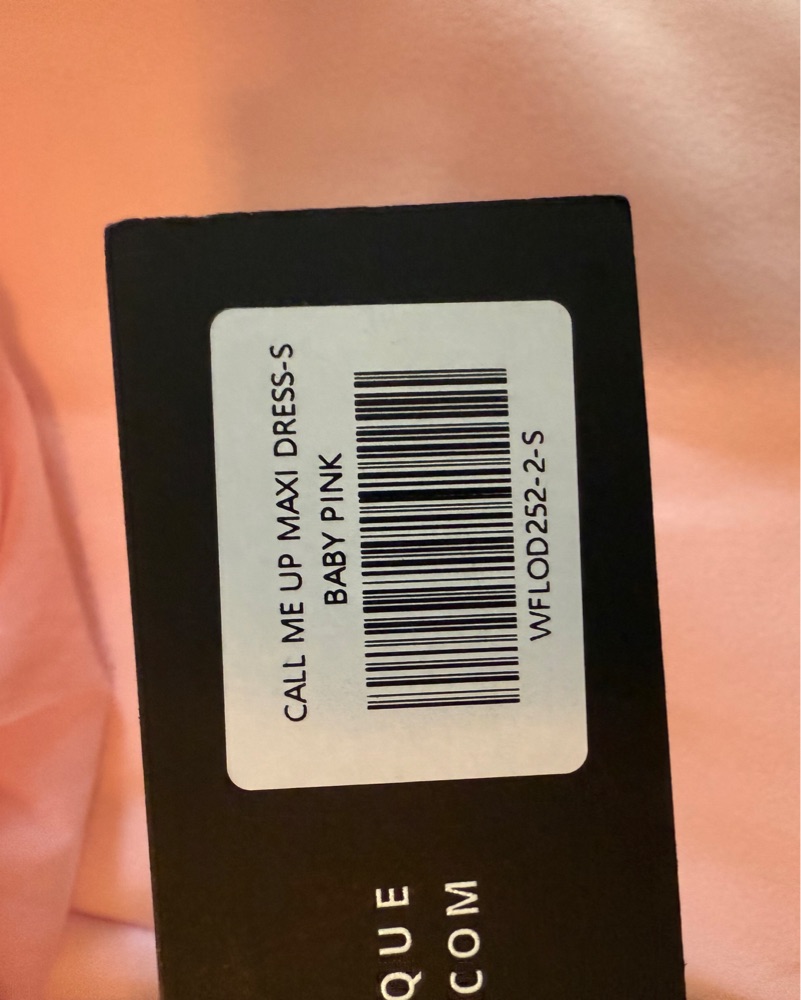 CALL ME UP MAXI DRESS-S
BABY PINK
WFLOD252-2-S
QUE
COM